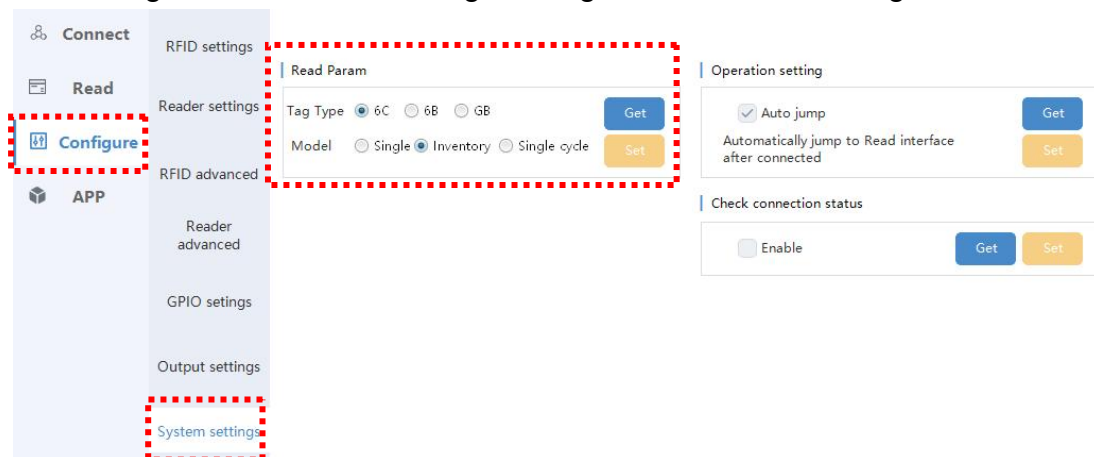 Connect
Read
Configure
APP
RFID settings
Reader settings
RFID advanced
Reader
advanced
GPIO setings
Output settings
System settings
Read Param
Tag Type 6C 6B GB
Get
Model Single Inventory Single cycle
Set
Operation setting
Auto jump
Get
Automatically jump to Read interface
after connected
Set
Check connection status
Enable
Get
Set